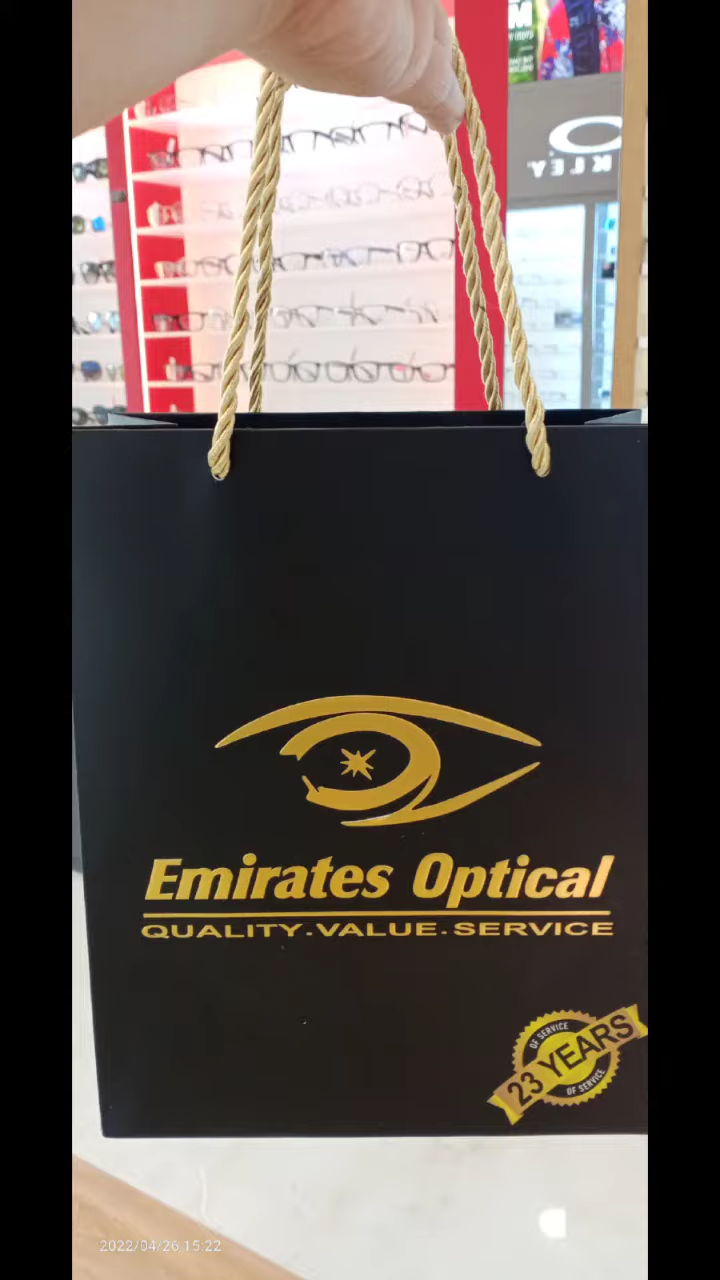 KLEY
Emirates Optical
QUALITY.VALUE.SERVICE
OF SERVICE
23 YEARS
OF SERVICE
2022/04/26 15:22